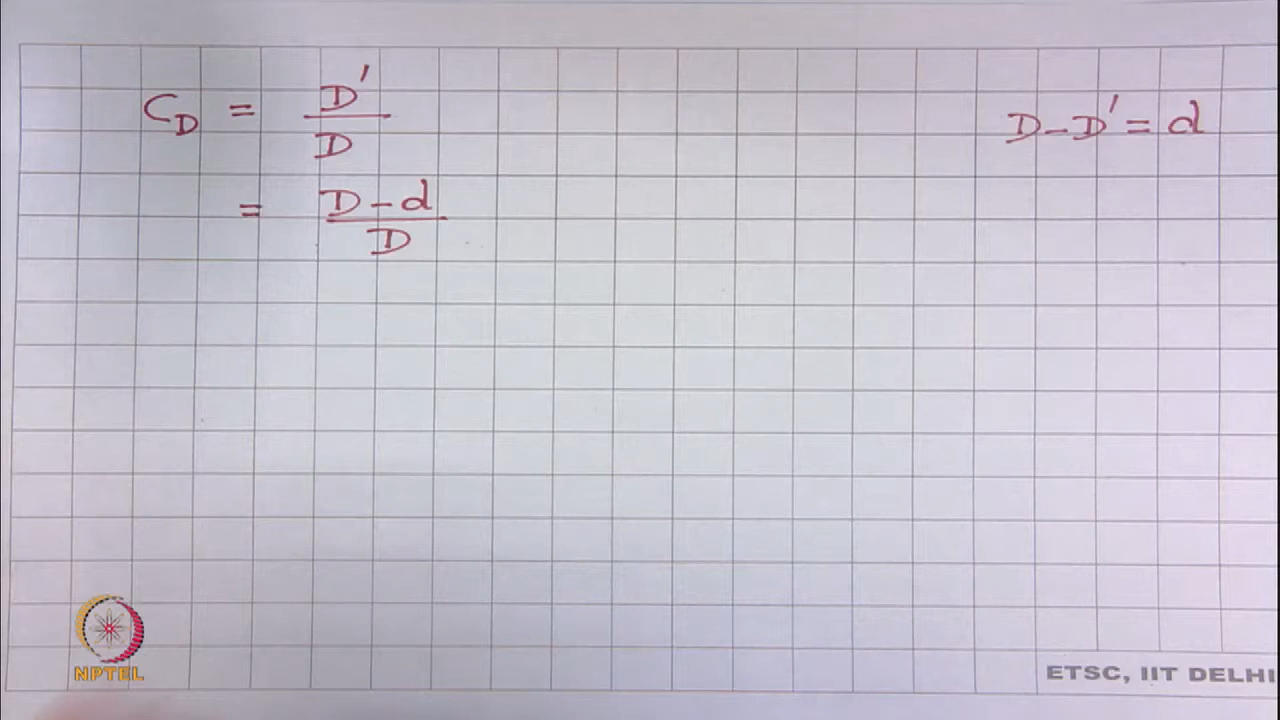 C_D = D' / D
D - D' = d
= D - d / D
NPTEL
ETSC, IIT DELHI